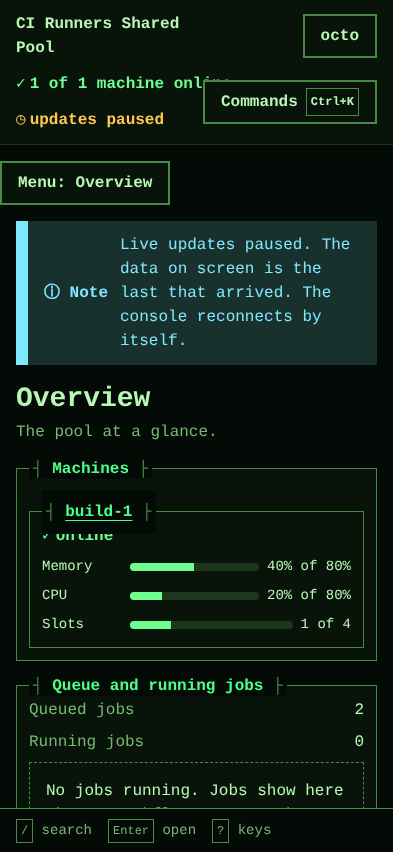 CI Runners Shared
Pool
octo
✓ 1 of 1 machine online
Commands Ctrl+K
◷ updates paused
Menu: Overview
ⓘ Note
Live updates paused. The
data on screen is the
last that arrived. The
console reconnects by
itself.
Overview
The pool at a glance.
Machines
build-1
✓ online
Memory 40% of 80%
CPU 20% of 80%
Slots 1 of 4
Queue and running jobs
Queued jobs 2
Running jobs 0
No jobs running. Jobs show here
/ search Enter open ? keys